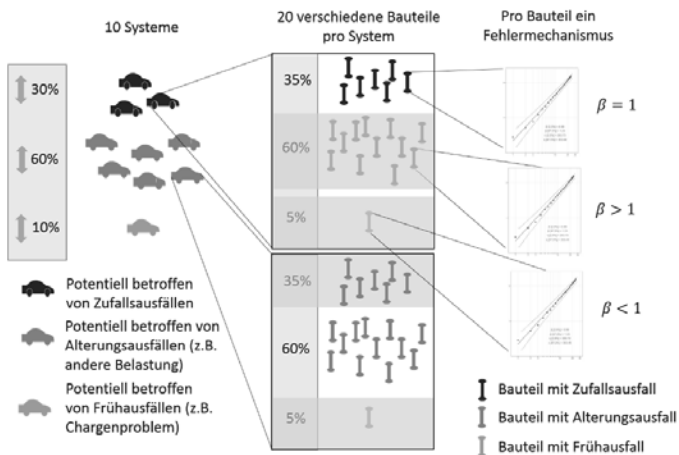 10 Systeme
20 verschiedene Bauteile
pro System
Pro Bauteil ein
Fehlermechanismus
30%
60%
10%
35%
60%
5%
35%
60%
5%
β = 1
β > 1
β < 1
Potentiell betroffen
von Zufallsausfällen
Potentiell betroffen von
Alterungsausfällen (z.B.
andere Belastung)
Potentiell betroffen
von Frühausfällen (z.B.
Chargenproblem)
Bauteil mit Zufallsausfall
Bauteil mit Alterungsausfall
Bauteil mit Frühausfall